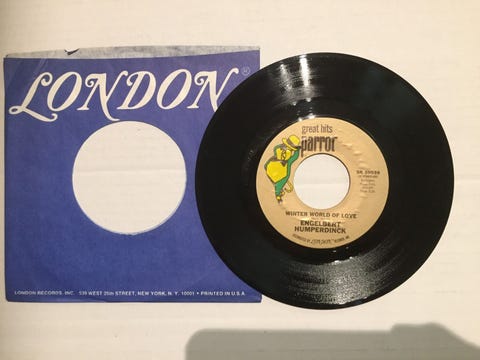 LONDON®
LONDON RECORDS. INC. 539 WEST 25th STREET, NEW YORK, N. Y. 10001 • PRINTED IN U.S.A.
great hits
parrot
WINTER WORLD OF LOVE
ENGELBERT
HUMPERDINCK